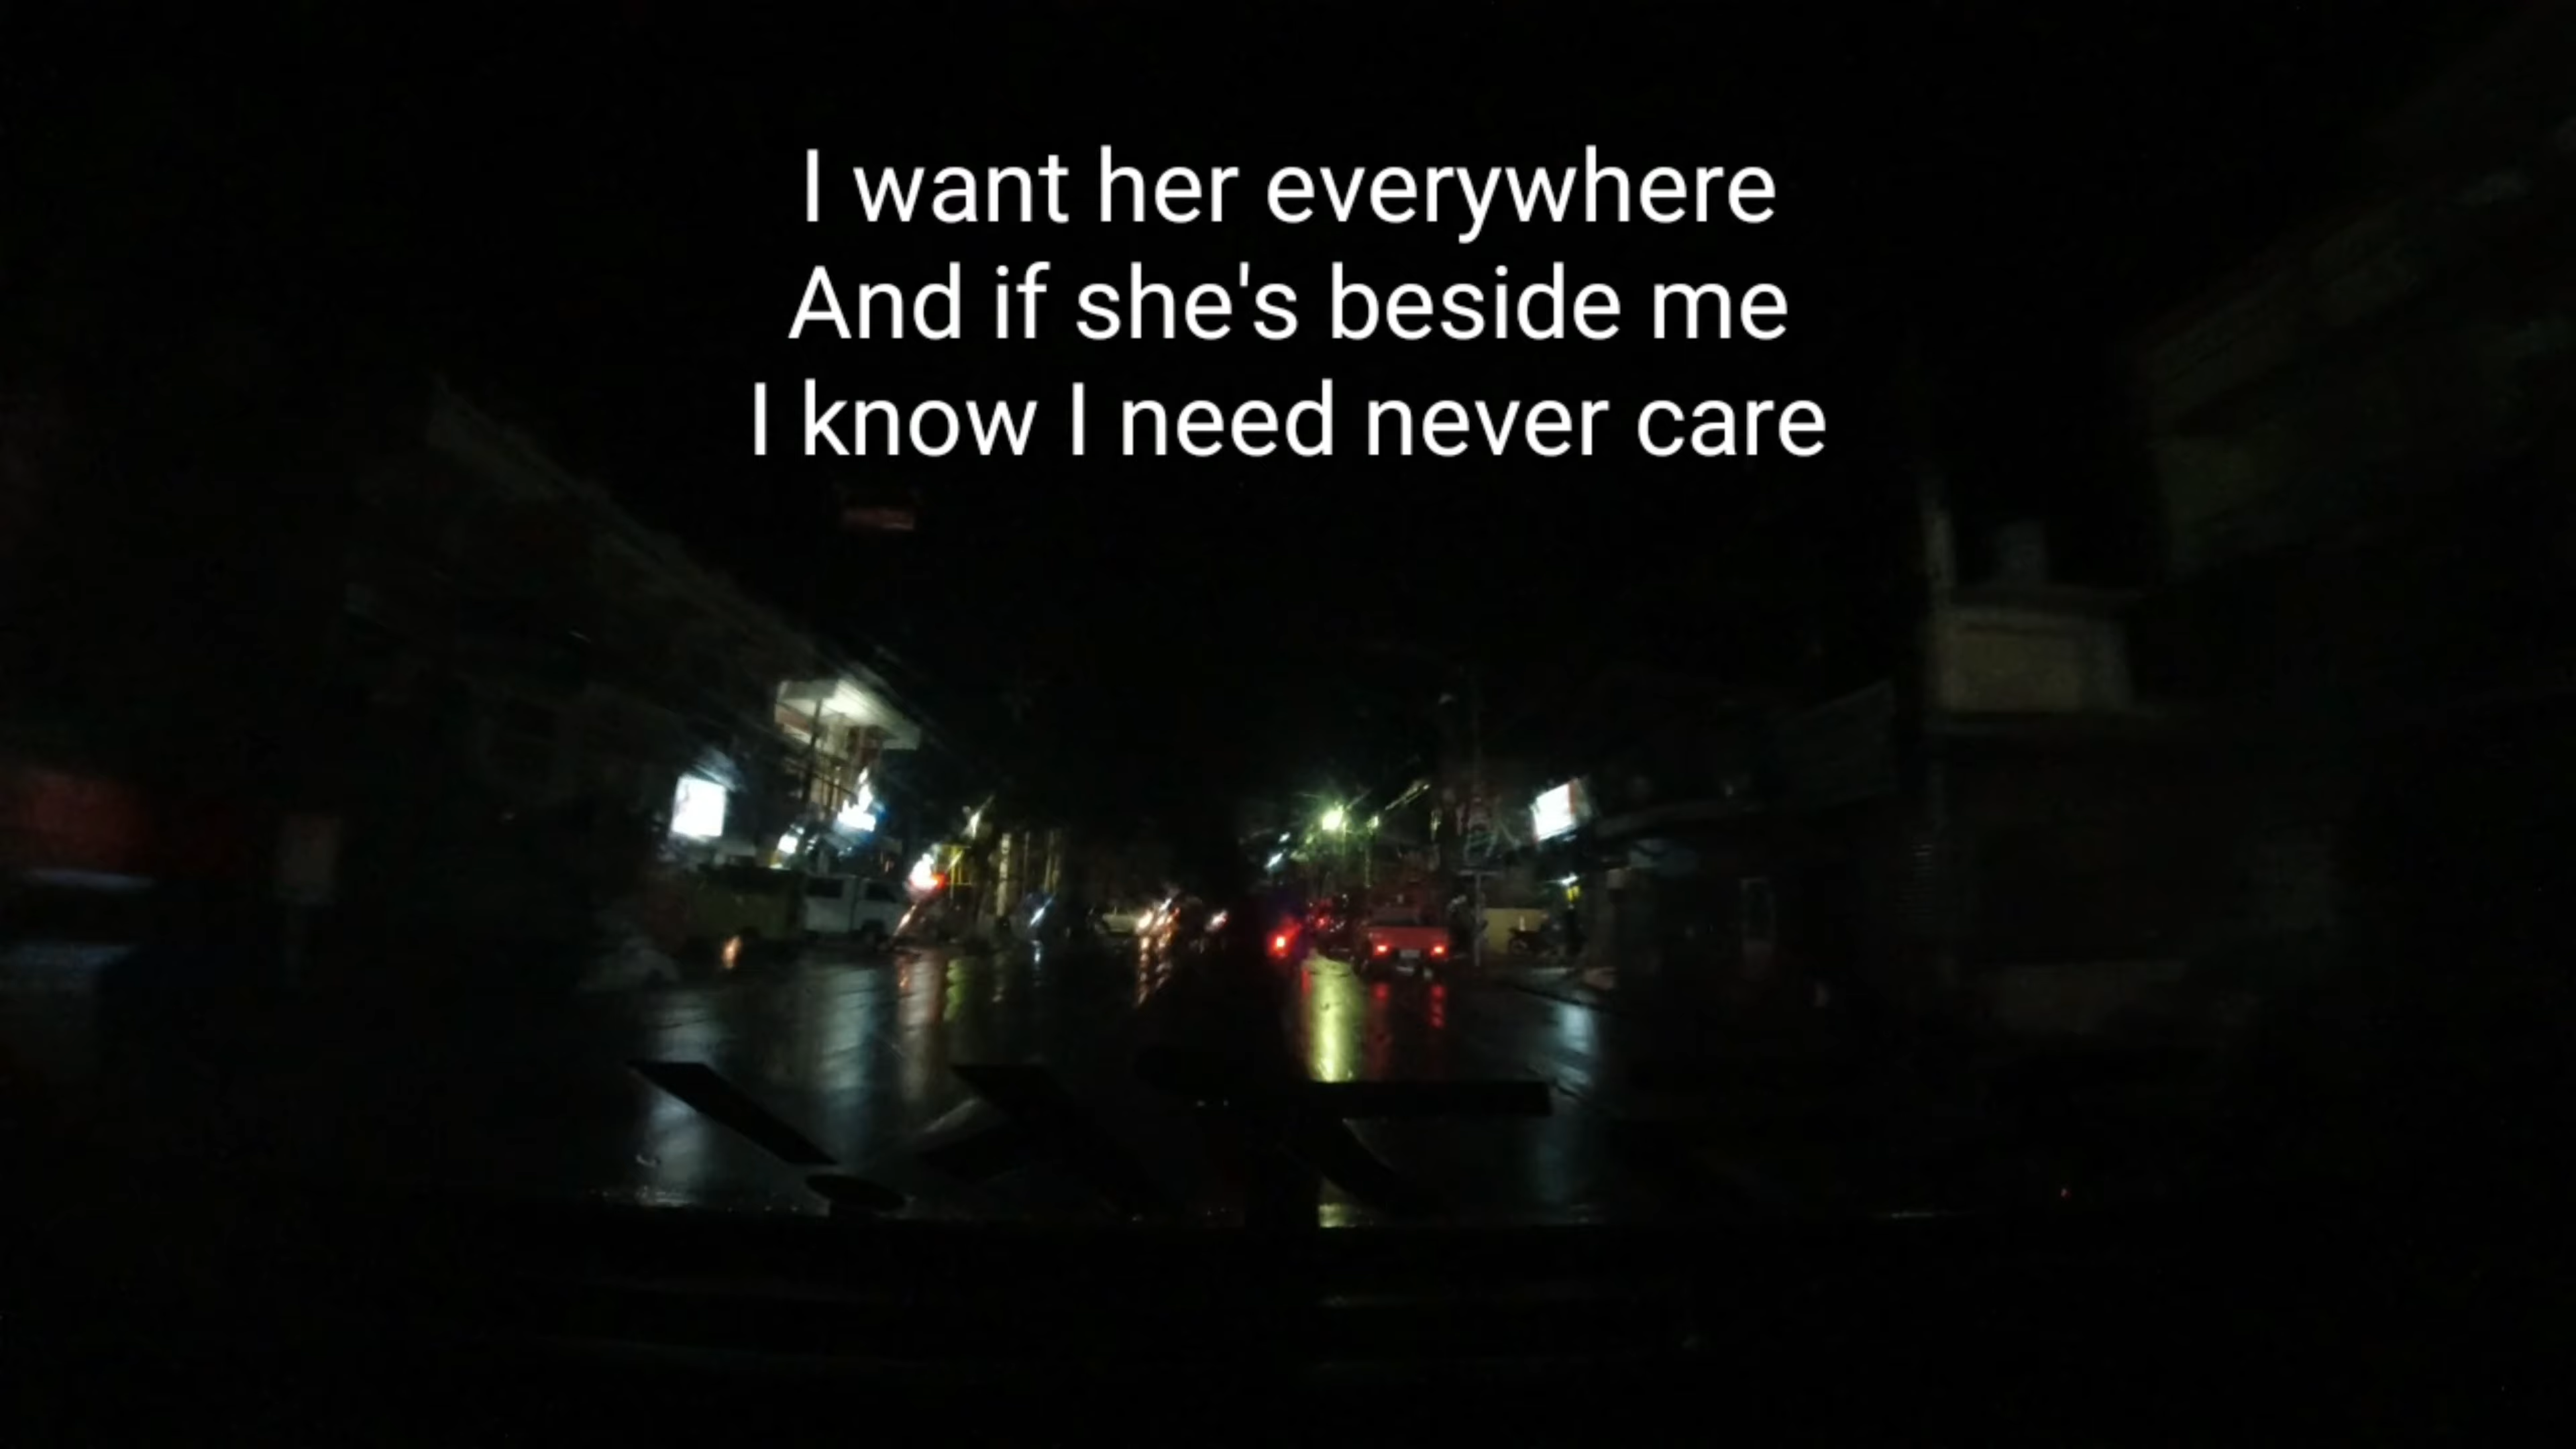 I want her everywhere
And if she's beside me
I know I need never care